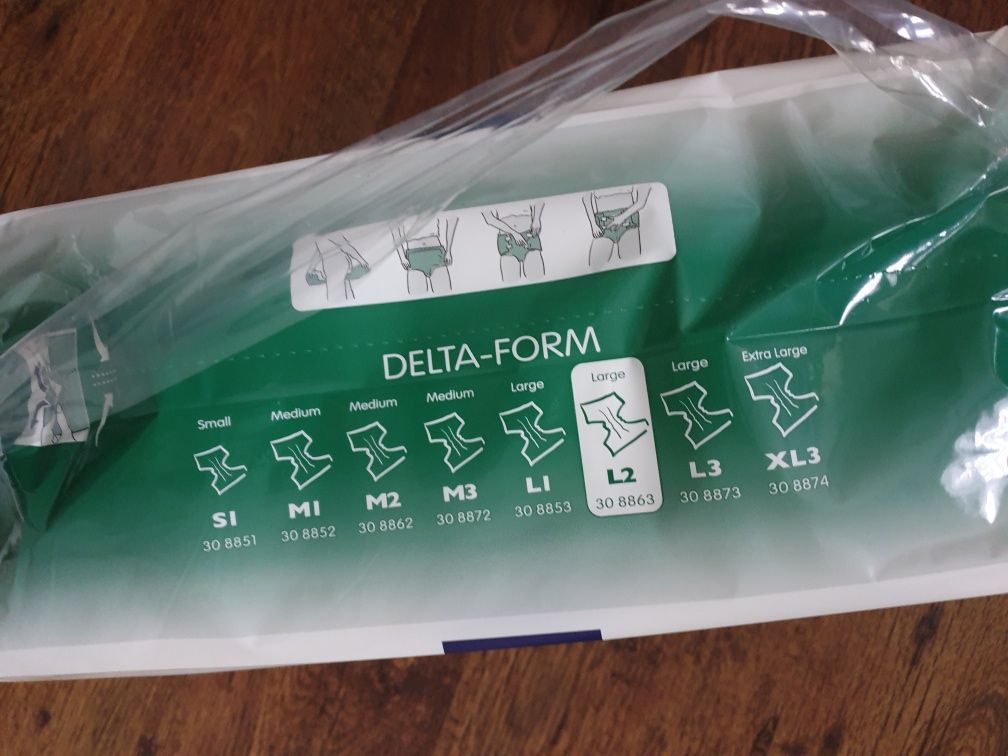 DELTA-FORM
Small Medium Medium Medium Large Large Large Extra Large
S1 M1 M2 M3 L1 L2 L3 XL3
30 8851 30 8852 30 8862 30 8872 30 8853 30 8863 30 8873 30 8874